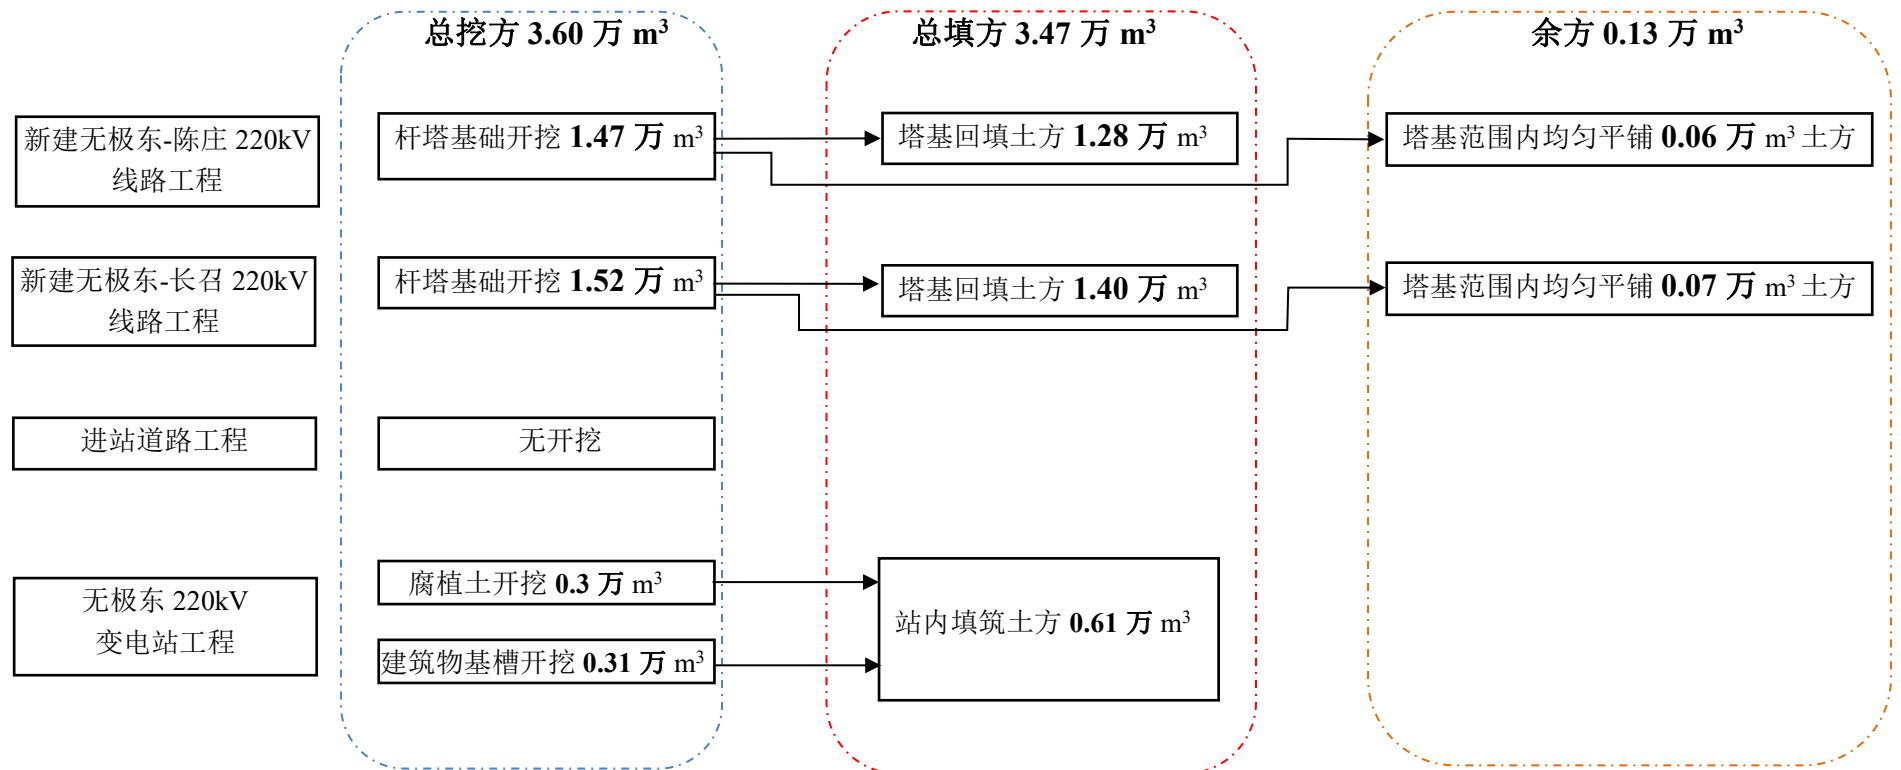 总挖方 3.60 万 m³
总填方 3.47 万 m³
余方 0.13 万 m³
新建无极东-陈庄 220kV
线路工程
杆塔基础开挖 1.47 万 m³
塔基回填土方 1.28 万 m³
塔基范围内均匀平铺 0.06 万 m³ 土方
新建无极东-长召 220kV
线路工程
杆塔基础开挖 1.52 万 m³
塔基回填土方 1.40 万 m³
塔基范围内均匀平铺 0.07 万 m³ 土方
进站道路工程
无开挖
无极东 220kV
变电站工程
腐植土开挖 0.3 万 m³
建筑物基槽开挖 0.31 万 m³
站内填筑土方 0.61 万 m³